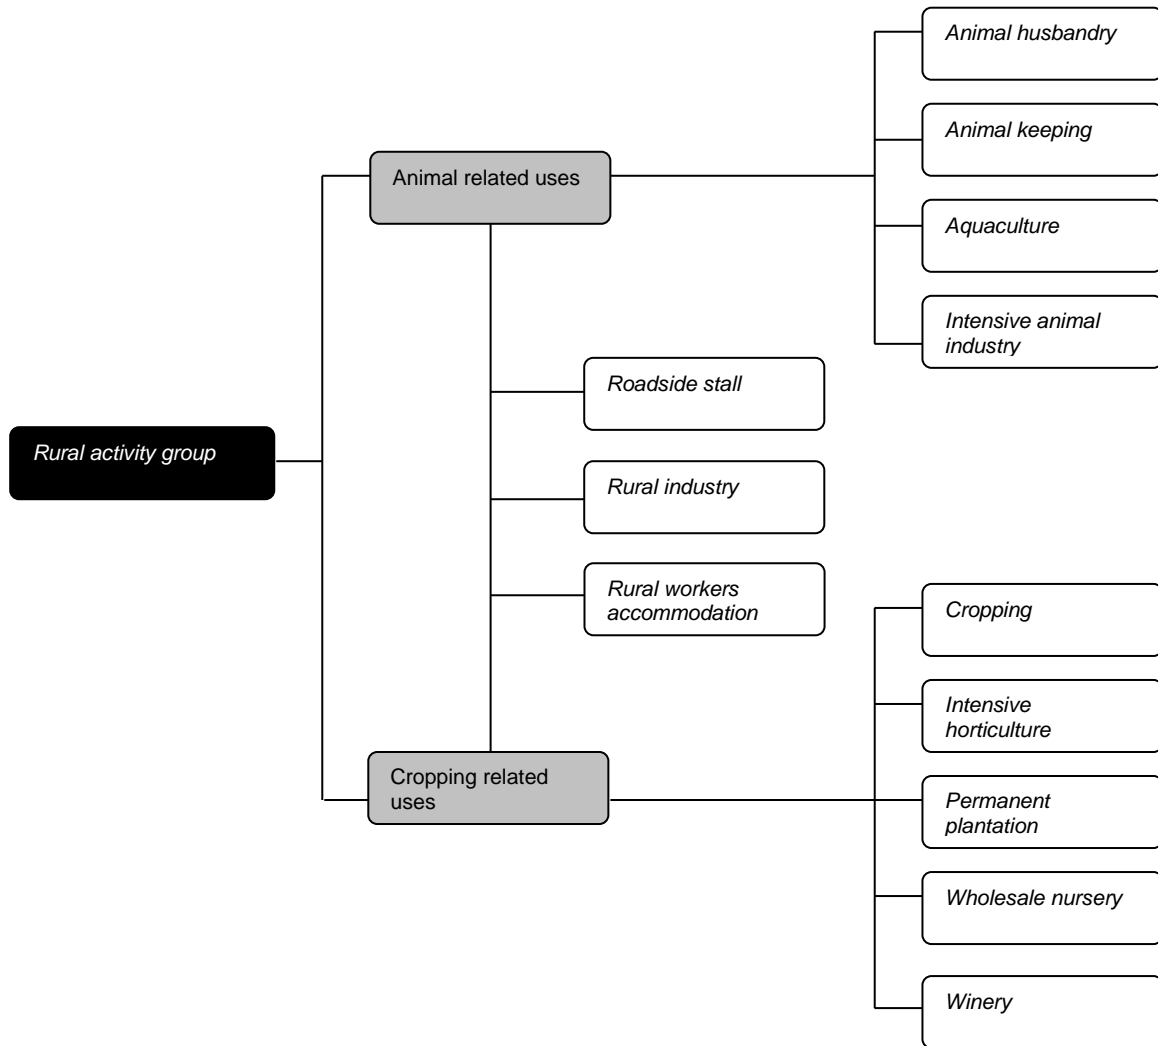 Animal husbandry
Animal keeping
Animal related uses
Aquaculture
Intensive animal
industry
Roadside stall
Rural activity group
Rural industry
Rural workers
accommodation
Cropping
Intensive
horticulture
Cropping related
uses
Permanent
plantation
Wholesale nursery
Winery